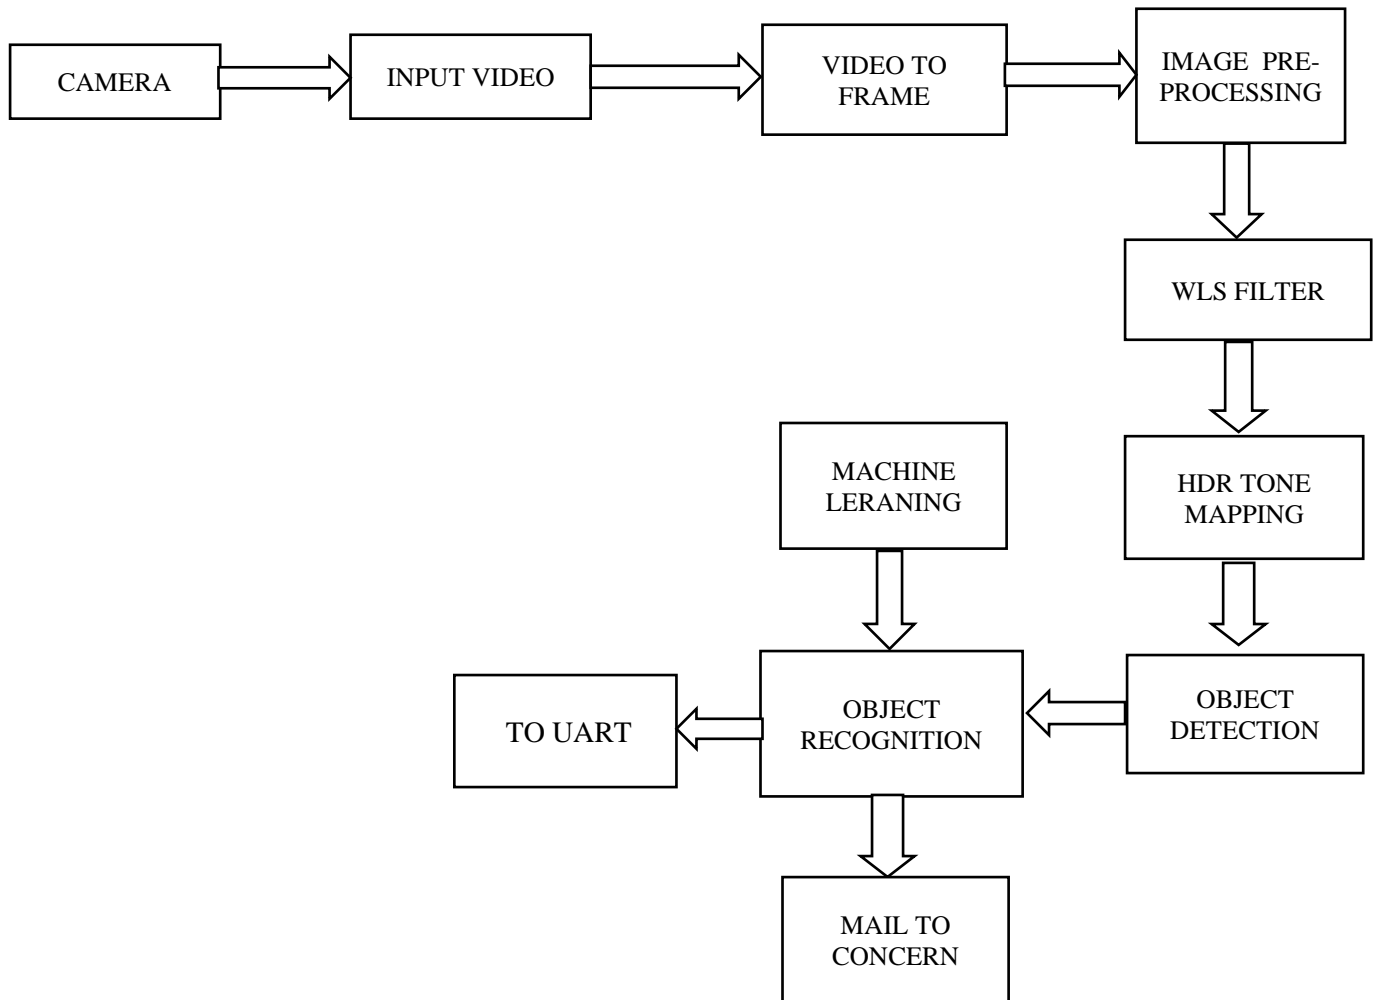 CAMERA
INPUT VIDEO
VIDEO TO
FRAME
IMAGE PRE-
PROCESSING
WLS FILTER
HDR TONE
MAPPING
MACHINE
LERANING
OBJECT
DETECTION
OBJECT
RECOGNITION
TO UART
MAIL TO
CONCERN